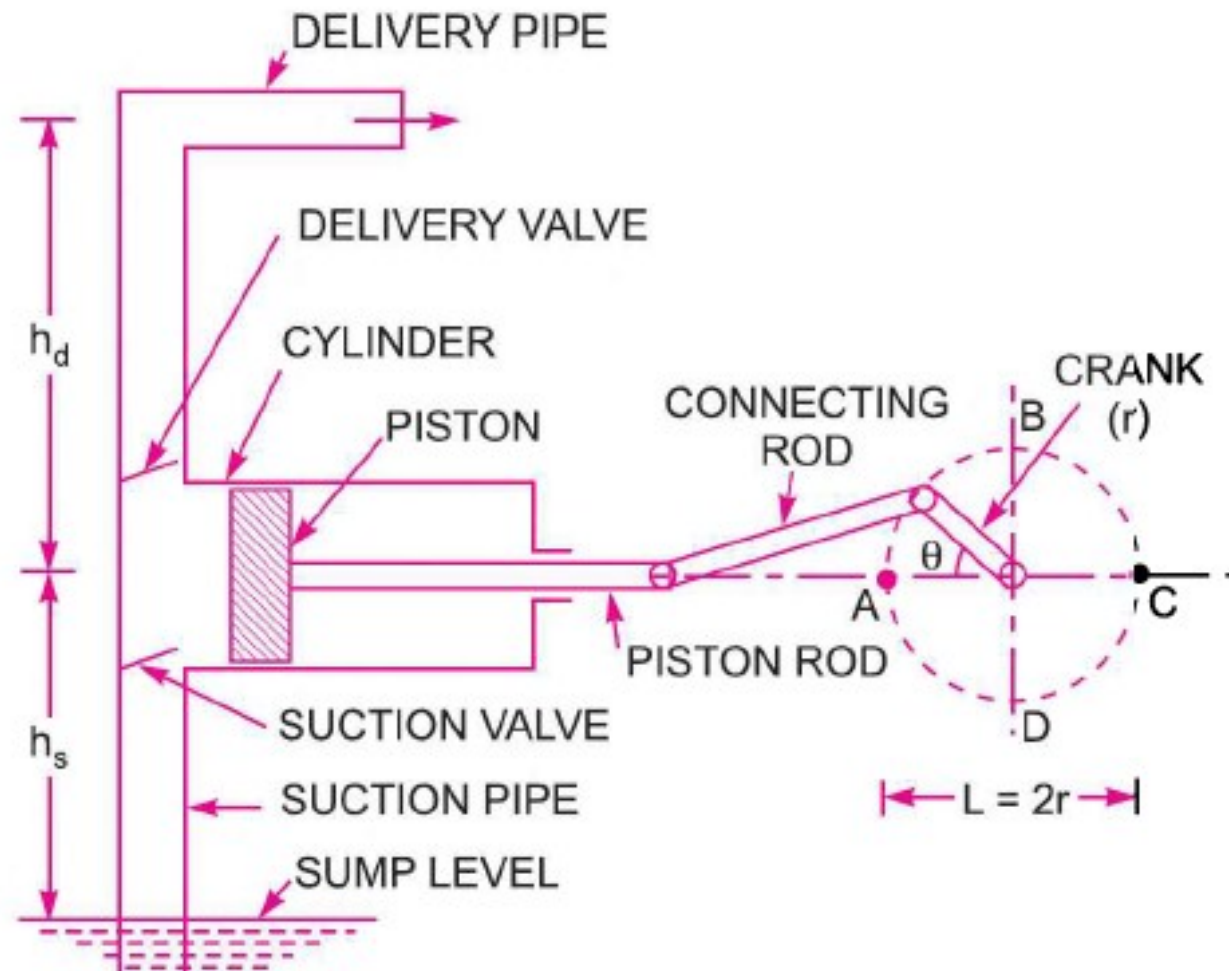 DELIVERY PIPE
DELIVERY VALVE
h_d
CYLINDER
PISTON
CONNECTING
ROD
CRANK
(r)
B
θ
A
C
PISTON ROD
D
SUCTION VALVE
h_s
SUCTION PIPE
L = 2r
SUMP LEVEL